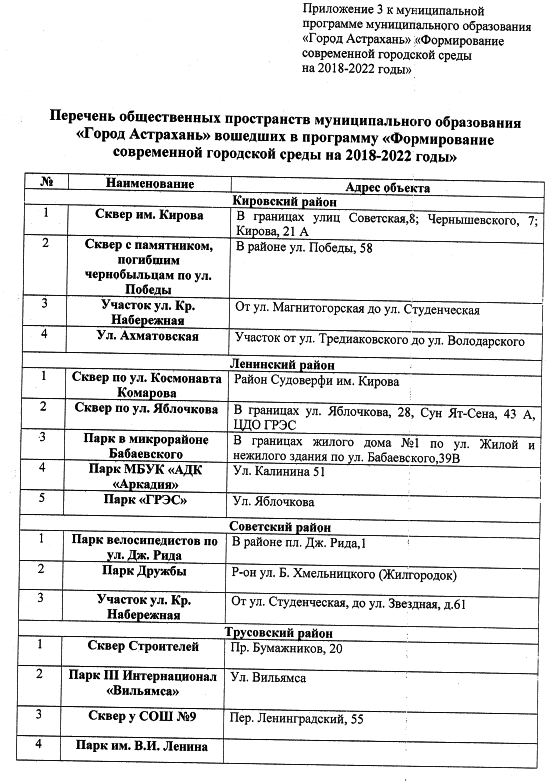 Приложение 3 к муниципальной
программе муниципального образования
«Город Астрахань» «Формирование
современной городской среды
на 2018-2022 годы»
Перечень общественных пространств муниципального образования
«Город Астрахань» вошедших в программу «Формирование
современной городской среды на 2018-2022 годы»
№ Наименование Адрес объекта
Кировский район
1 Сквер им. Кирова В границах улиц Советская,8; Чернышевского, 7;
Кирова, 21 А
2 Сквер с памятником, В районе ул. Победы, 58
погибшим
чернобыльцам по ул.
Победы
3 Участок ул. Кр. От ул. Магнитогорская до ул. Студенческая
Набережная
4 Ул. Ахматовская Участок от ул. Тредиаковского до ул. Володарского
Ленинский район
1 Сквер по ул. Космонавта Район Судоверфи им. Кирова
Комарова
2 Сквер по ул. Яблочкова В границах ул. Яблочкова, 28, Сун Ят-Сена, 43 А,
ЦДО ГРЭС
3 Парк в микрорайоне В границах жилого дома №1 по ул. Жилой и
Бабаевского нежилого здания по ул. Бабаевского,39В
4 Парк МБУК «АДК Ул. Калинина 51
«Аркадия»
5 Парк «ГРЭС» Ул. Яблочкова
Советский район
1 Парк велосипедистов по В районе пл. Дж. Рида,1
ул. Дж. Рида
2 Парк Дружбы Р-он ул. Б. Хмельницкого (Жилгородок)
3 Участок ул. Кр. От ул. Студенческая, до ул. Звездная, д.61
Набережная
Трусовский район
1 Сквер Строителей Пр. Бумажников, 20
2 Парк III Интернационал Ул. Вильямса
«Вильямса»
3 Сквер у СОШ №9 Пер. Ленинградский, 55
4 Парк им. В.И. Ленина